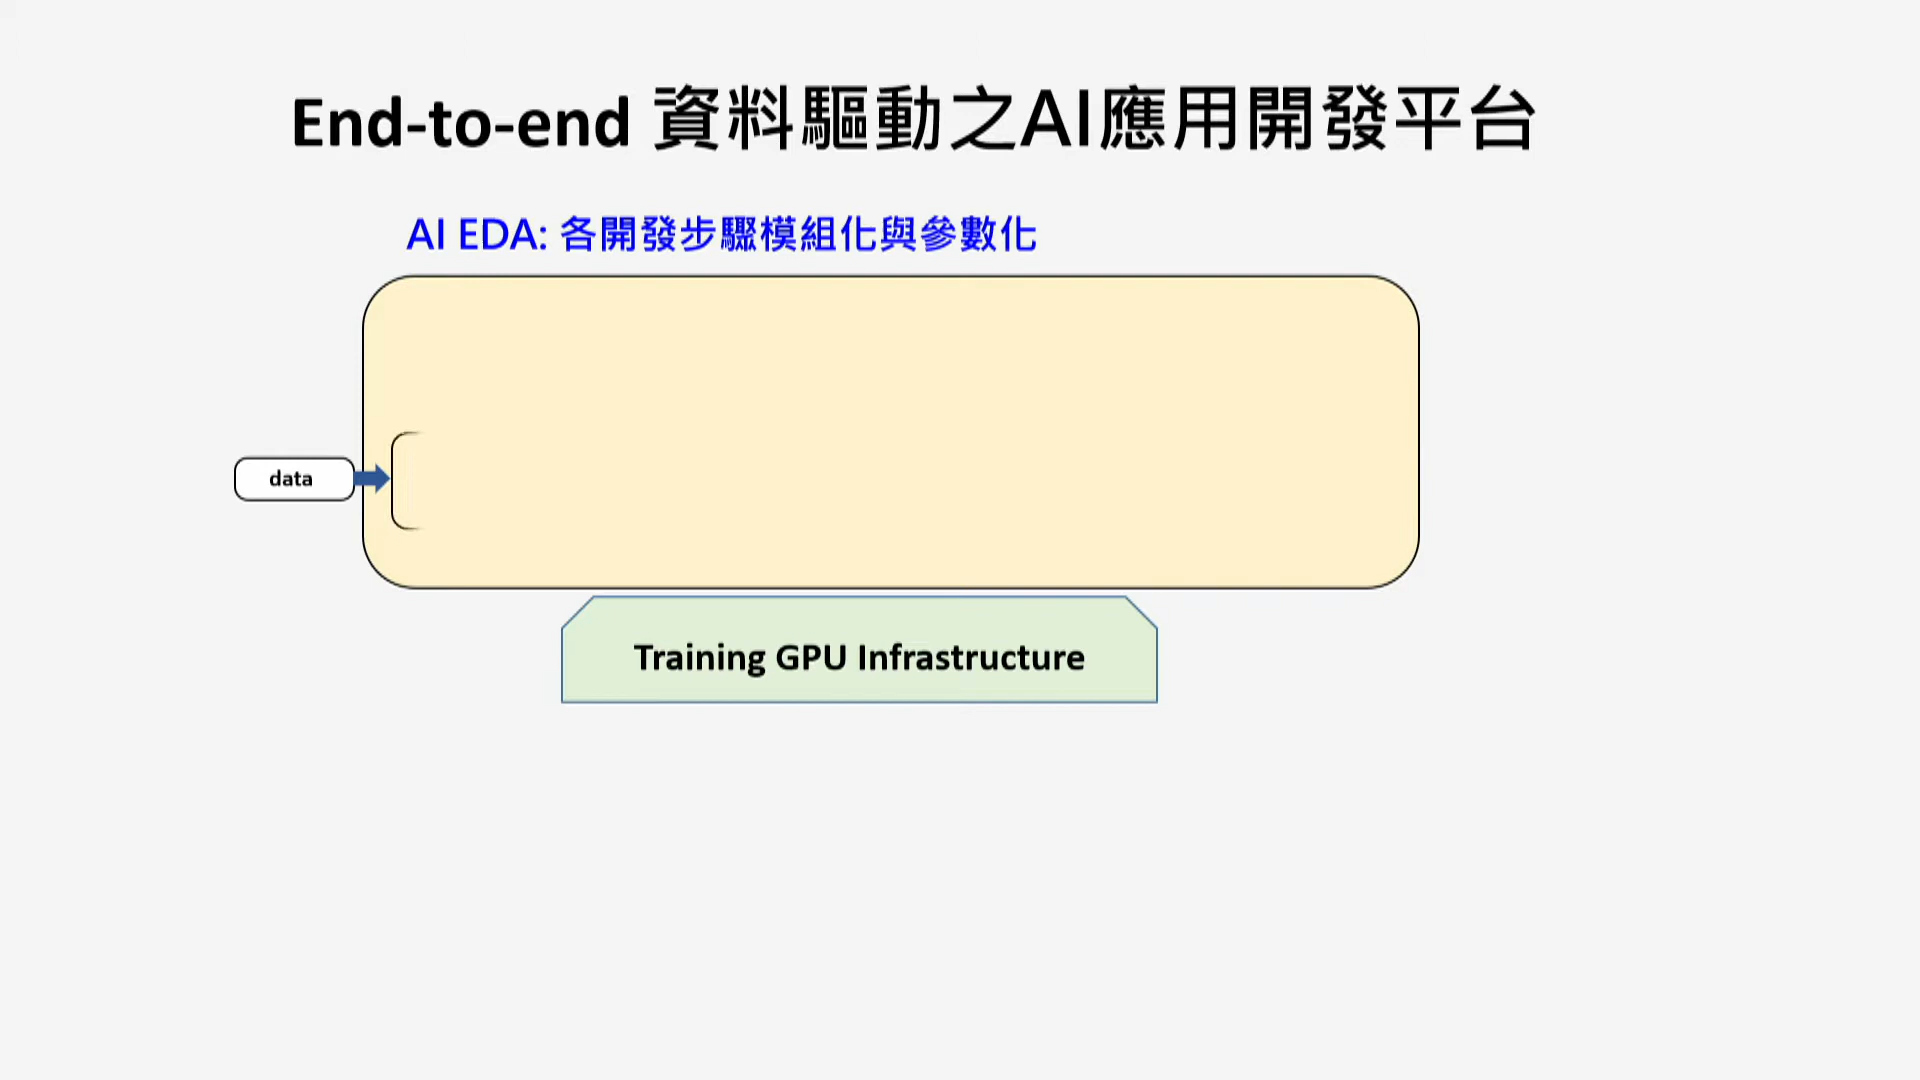 End-to-end 資料驅動之AI應用開發平台
AI EDA: 各開發步驟模組化與參數化
data
Training GPU Infrastructure